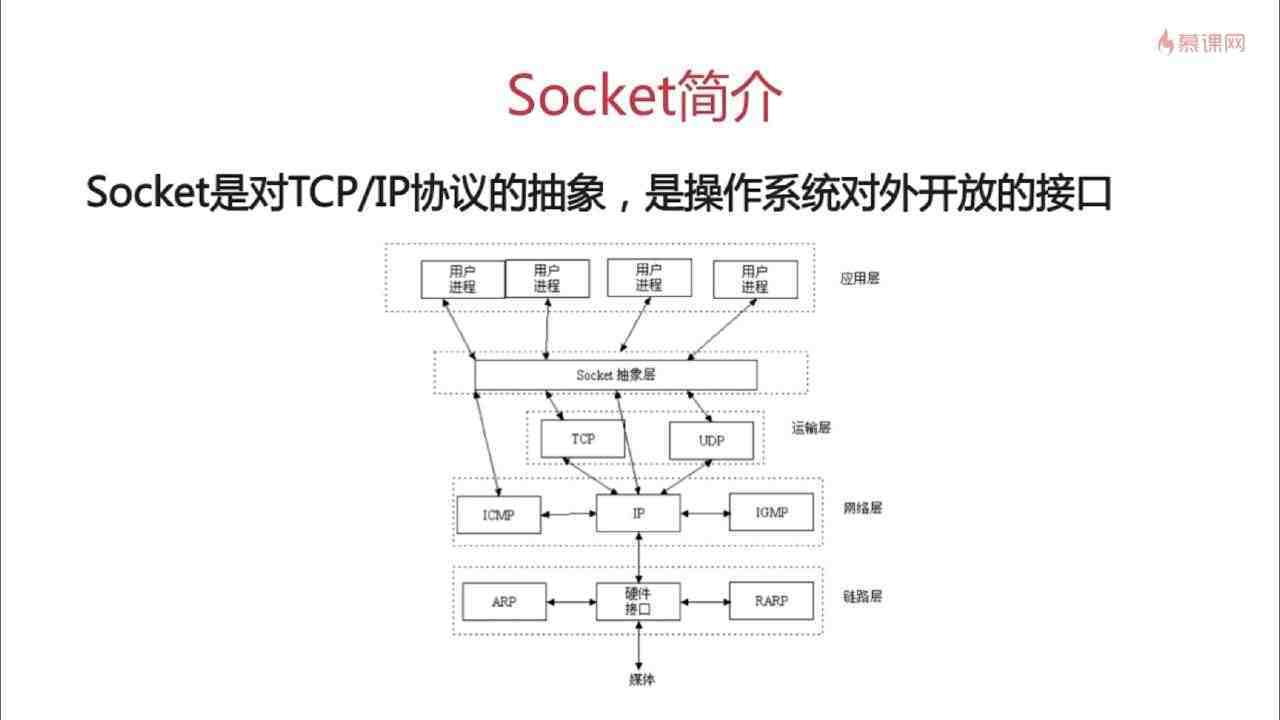 慕课网
Socket简介
Socket是对TCP/IP协议的抽象，是操作系统对外开放的接口
用户
进程
用户
进程
用户
进程
用户
进程
应用层
Socket 抽象层
TCP
UDP
运输层
ICMP
IP
IGMP
网络层
ARP
硬件
接口
RARP
链路层
媒体